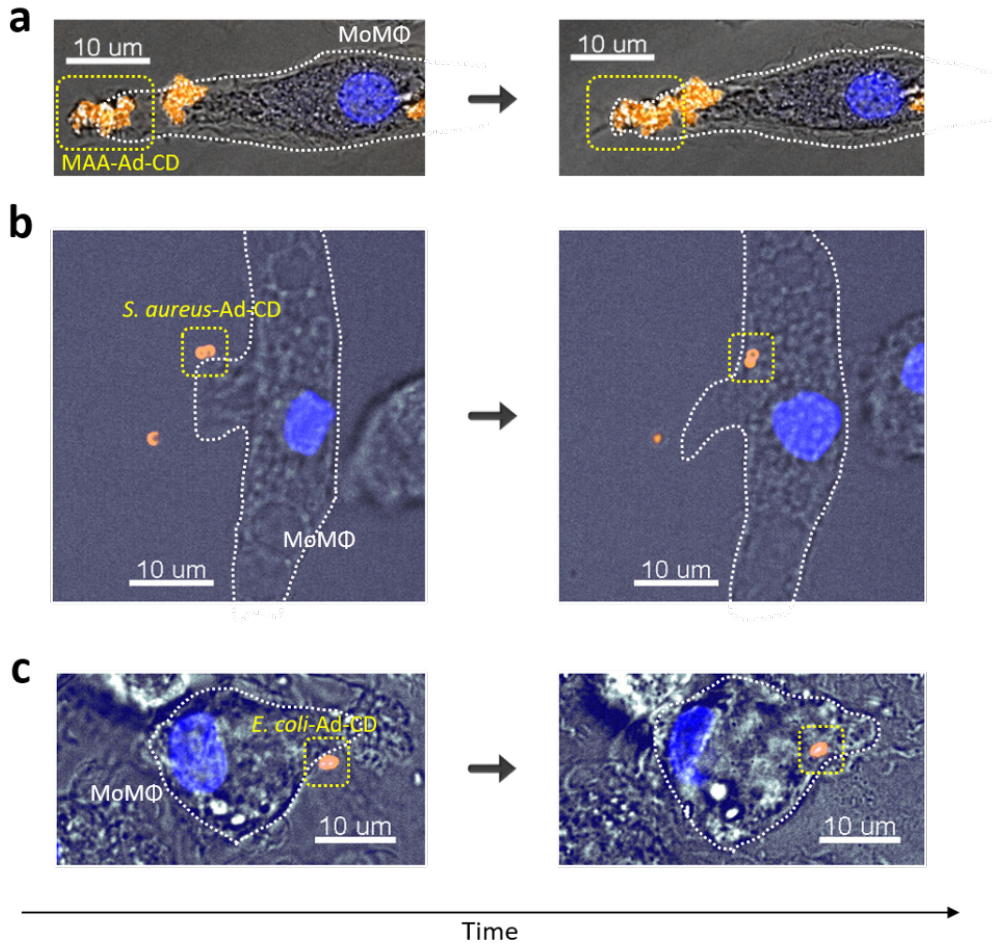 a
10 um
MoMΦ
MAA-Ad-CD
10 um
b
S. aureus-Ad-CD
MoMΦ
10 um
10 um
c
E. coli-Ad-CD
MoMΦ
10 um
10 um
Time